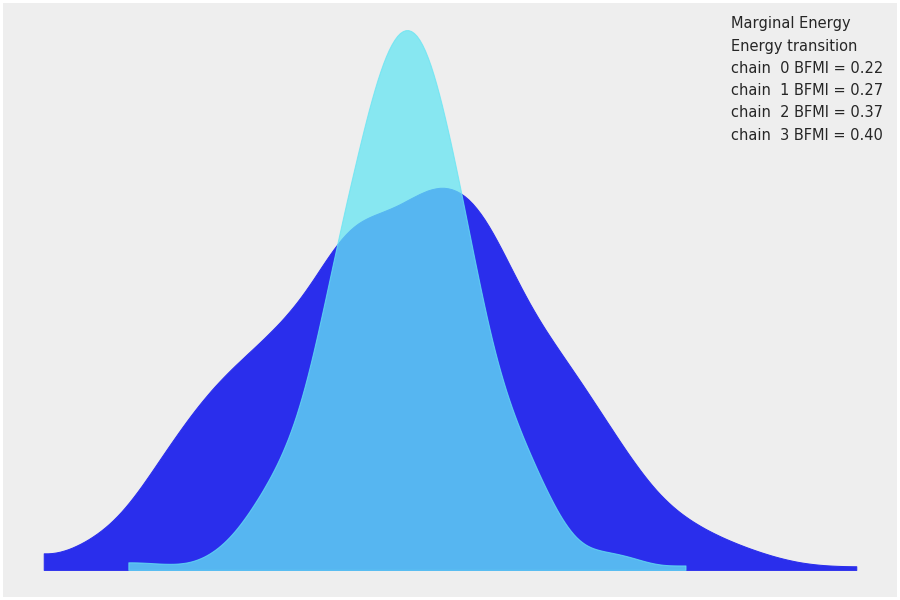 Marginal Energy
Energy transition
chain  0 BFMI = 0.22
chain  1 BFMI = 0.27
chain  2 BFMI = 0.37
chain  3 BFMI = 0.40